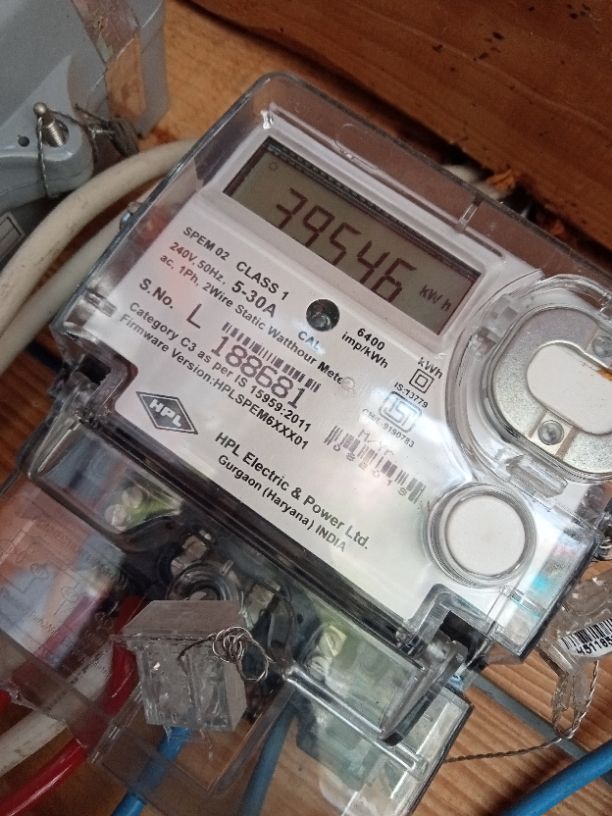 39546 kWh
SPEM 02 CLASS 1
240V, 50Hz, 5-30A
ac, 1Ph, 2Wire Static Watthour Meter
CAL
6400
imp/kWh
kWh
S.No. L 188681
IS:13779
CM/L-9190783
Category C3 as per IS 15959:2011
Firmware Version:HPLSPEM6XXX01
HPL
HPL Electric & Power Ltd.
Gurgaon (Haryana) INDIA